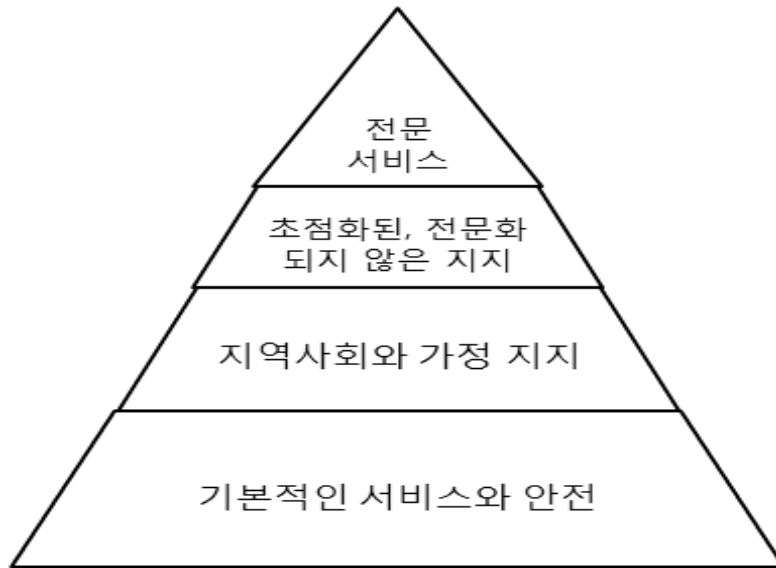 전문
서비스
초점화된, 전문화
되지 않은 지지
지역사회와 가정 지지
기본적인 서비스와 안전